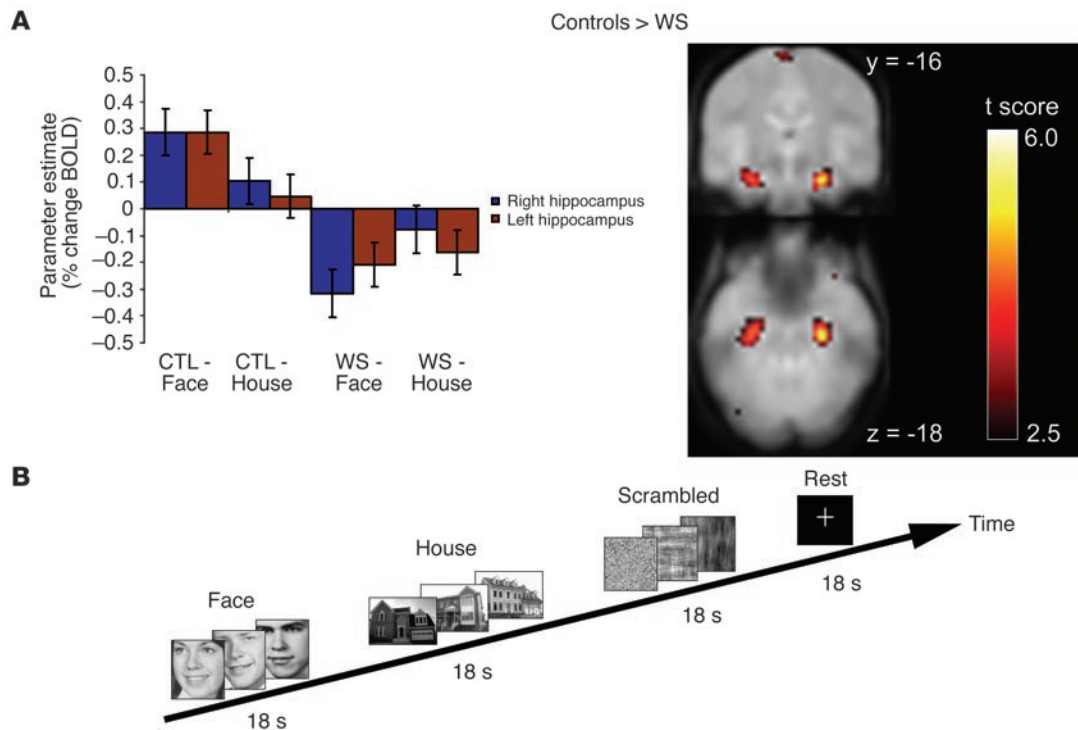 A
Controls > WS
0.5
0.4
0.3
0.2
0.1
0
−0.1
−0.2
−0.3
−0.4
−0.5
Parameter estimate
(% change BOLD)
CTL -
Face
CTL -
House
WS -
Face
WS -
House
Right hippocampus
Left hippocampus
y = -16
z = -18
t score
6.0
2.5
B
Face
18 s
House
18 s
Scrambled
18 s
Rest
18 s
Time